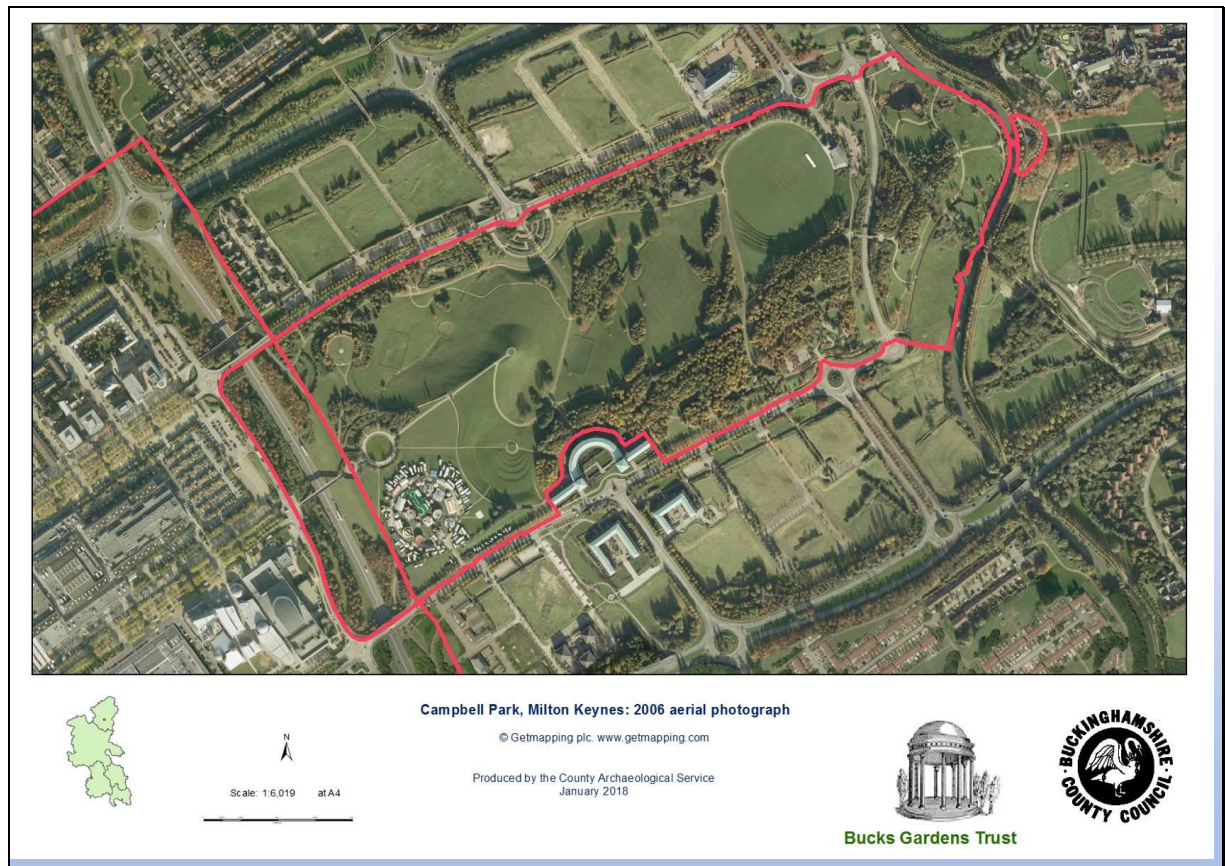 Campbell Park, Milton Keynes: 2006 aerial photograph
© Getmapping plc. www.getmapping.com
N
Scale: 1:6,019 at A4
Produced by the County Archaeological Service
January 2018
Bucks Gardens Trust
· BUCKINGHAMSHIRE ·
COUNTY COUNCIL